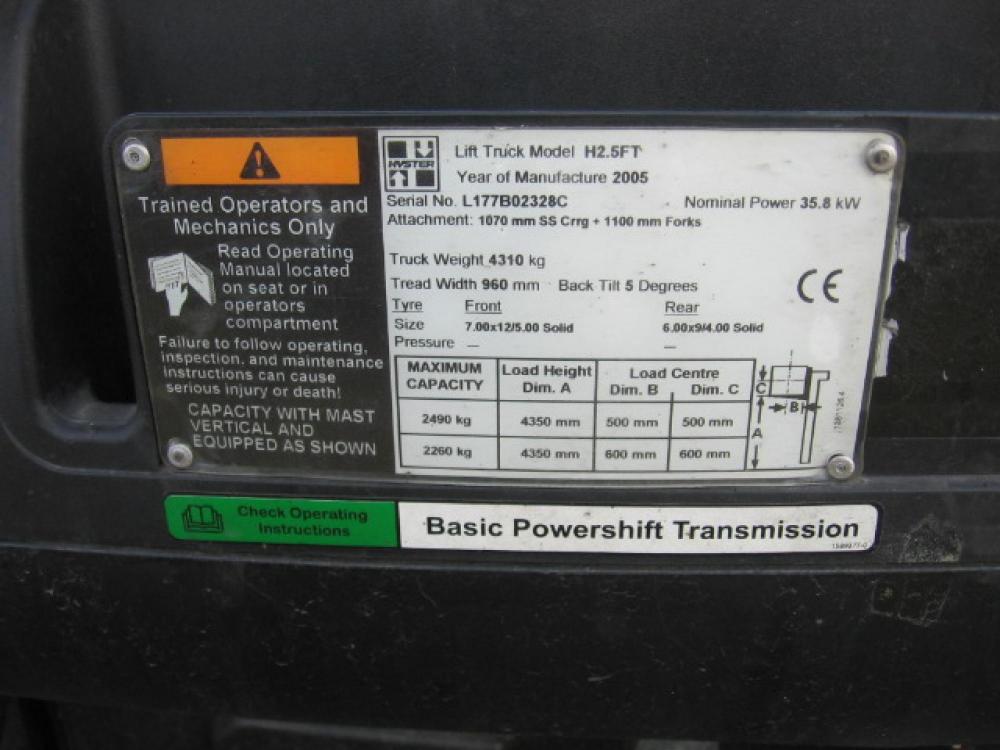 Trained Operators and
Mechanics Only
Read Operating
Manual located
on seat or in
operators
compartment
Failure to follow operating,
inspection, and maintenance
instructions can cause
serious injury or death!
CAPACITY WITH MAST
VERTICAL AND
EQUIPPED AS SHOWN
HYSTER
Lift Truck Model H2.5FT
Year of Manufacture 2005
Serial No. L177B02328C Nominal Power 35.8 kW
Attachment: 1070 mm SS Crrg + 1100 mm Forks
Truck Weight 4310 kg
Tread Width 960 mm Back Tilt 5 Degrees
CE
Tyre Front Rear
Size 7.00x12/5.00 Solid 6.00x9/4.00 Solid
Pressure — —
MAXIMUM CAPACITY Load Height Dim. A Load Centre Dim. B Dim. C
2490 kg 4350 mm 500 mm 500 mm
2260 kg 4350 mm 600 mm 600 mm
C
B
A
Check Operating
Instructions
Basic Powershift Transmission